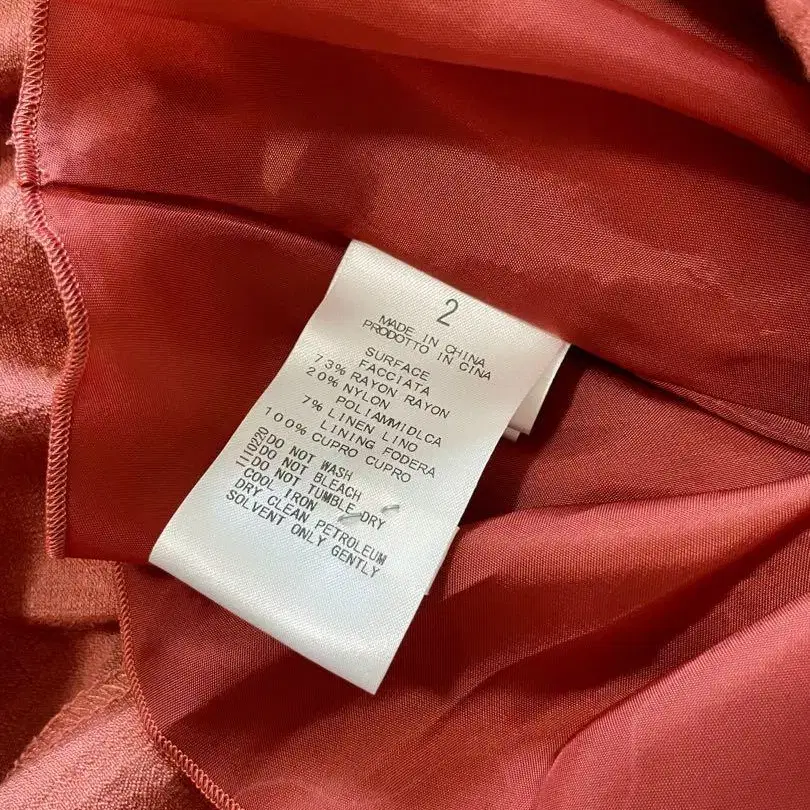 2
MADE IN CHINA
PRODOTTO IN CINA
SURFACE
FACCIATA
73% RAYON RAYON
20% NYLON
POLIAMMIDLCA
7% LINEN LINO
LINING FODERA
100% CUPRO CUPRO
DO NOT WASH
DO NOT BLEACH
DO NOT TUMBLE DRY
COOL IRON
DRY CLEAN PETROLEUM
SOLVENT ONLY GENTLY